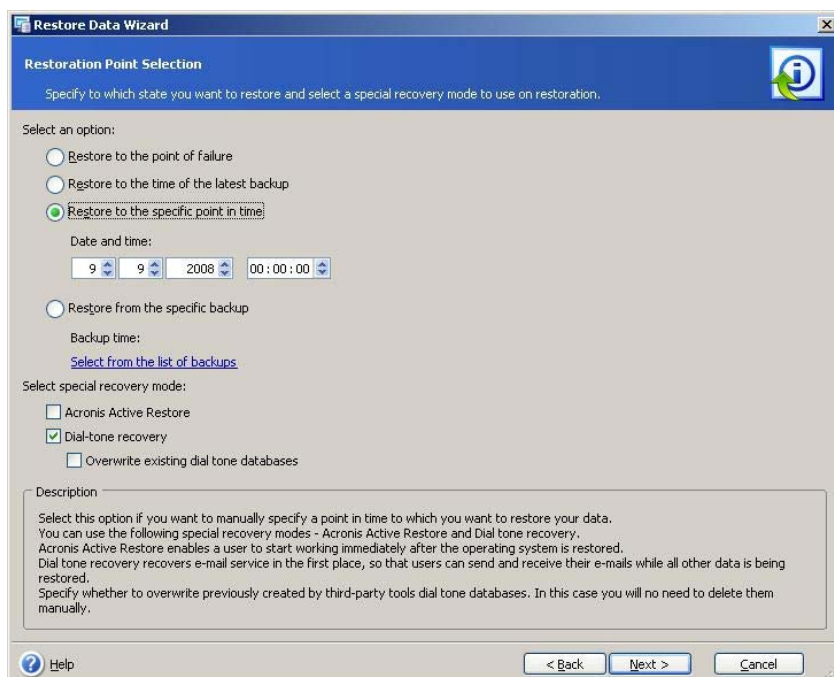 Restore Data Wizard
Restoration Point Selection
Specify to which state you want to restore and select a special recovery mode to use on restoration.
Select an option:
Restore to the point of failure
Restore to the time of the latest backup
Restore to the specific point in time
Date and time:
9 9 2008 00:00:00
Restore from the specific backup
Backup time:
Select from the list of backups
Select special recovery mode:
Acronis Active Restore
Dial-tone recovery
Overwrite existing dial tone databases
Description
Select this option if you want to manually specify a point in time to which you want to restore your data.
You can use the following special recovery modes - Acronis Active Restore and Dial tone recovery.
Acronis Active Restore enables a user to start working immediately after the operating system is restored.
Dial tone recovery recovers e-mail service in the first place, so that users can send and receive their e-mails while all other data is being
restored.
Specify whether to overwrite previously created by third-party tools dial tone databases. In this case you will no need to delete them
manually.
Help
< Back Next > Cancel